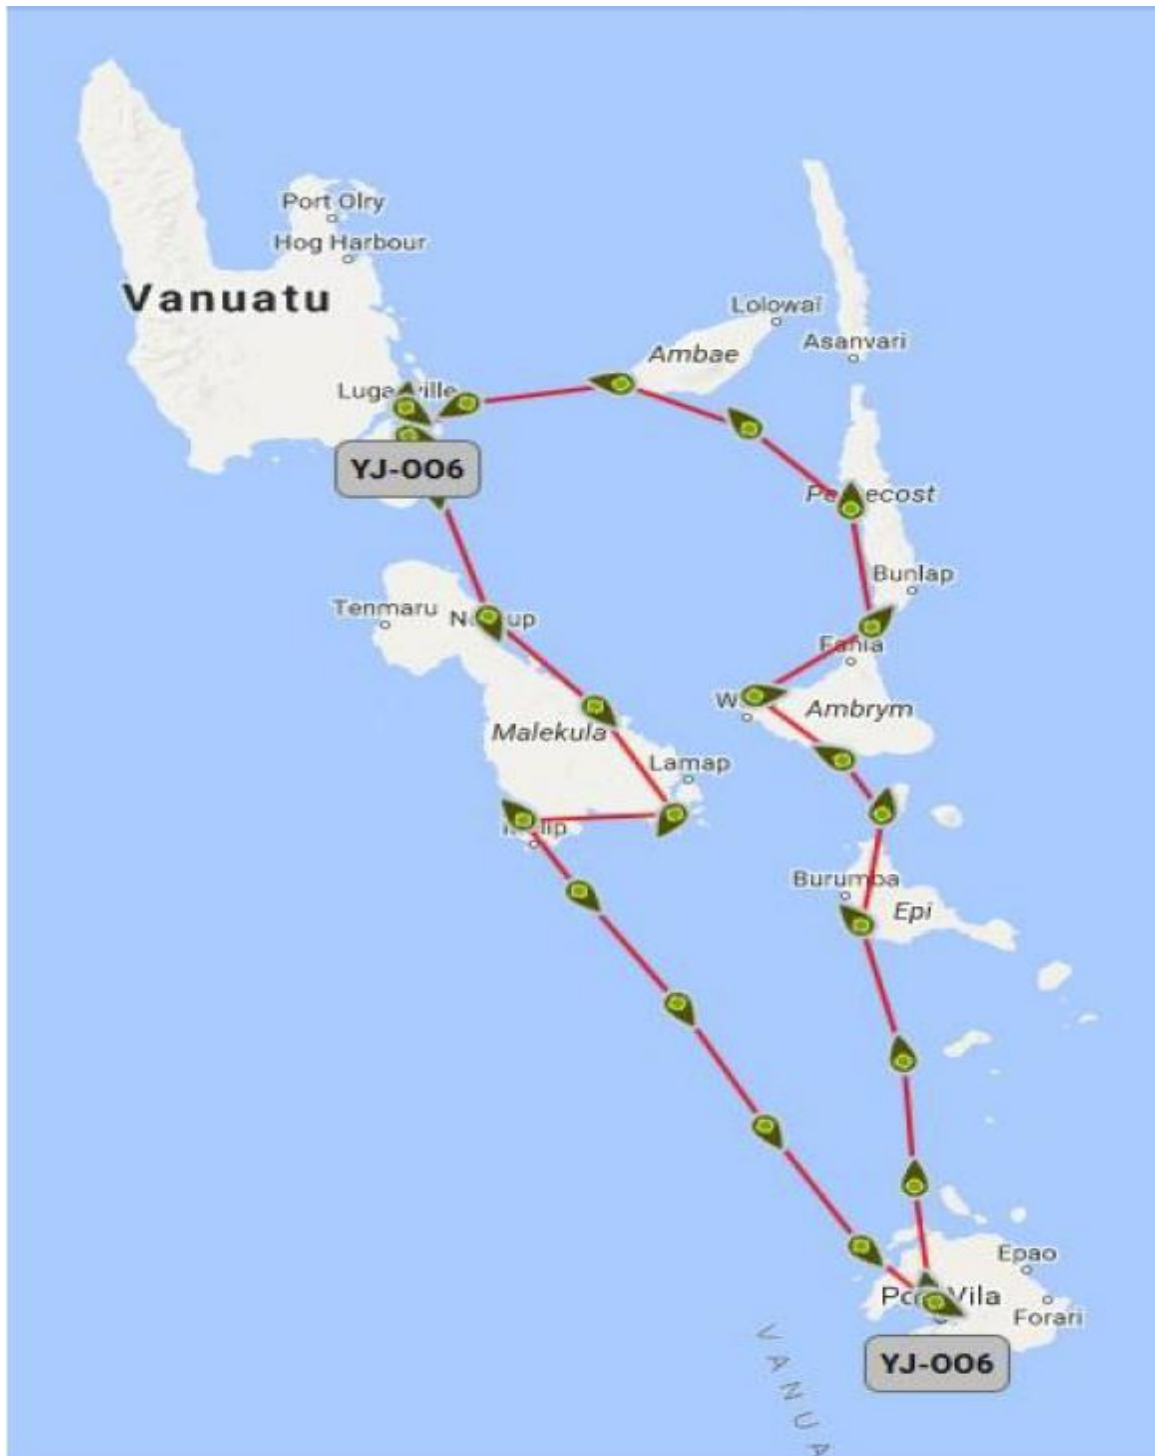 Port Olry
Hog Harbour
Vanuatu
Lolowai
Asanvari
Ambae
YJ-006
Bunlap
Tenmaru
Ambrym
Malekula
Lamap
Burumba
Epi
Epao
Forari
YJ-006
VANUA